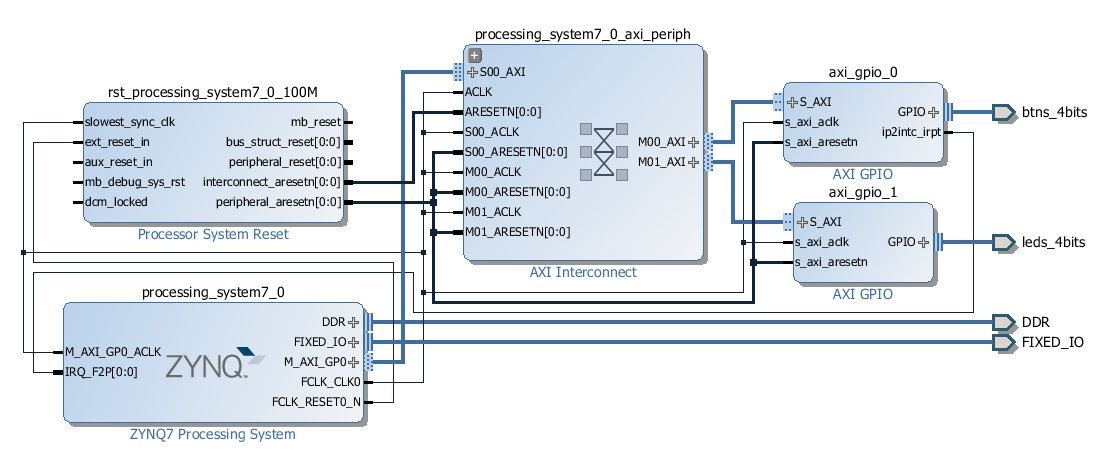 rst_processing_system7_0_100M
slowest_sync_clk
ext_reset_in
aux_reset_in
mb_debug_sys_rst
dcm_locked
mb_reset
bus_struct_reset[0:0]
peripheral_reset[0:0]
interconnect_aresetn[0:0]
peripheral_aresetn[0:0]
Processor System Reset
processing_system7_0
M_AXI_GP0_ACLK
IRQ_F2P[0:0]
ZYNQ
DDR
FIXED_IO
M_AXI_GP0
FCLK_CLK0
FCLK_RESET0_N
ZYNQ7 Processing System
processing_system7_0_axi_periph
S00_AXI
ACLK
ARESETN[0:0]
S00_ACLK
S00_ARESETN[0:0]
M00_ACLK
M00_ARESETN[0:0]
M01_ACLK
M01_ARESETN[0:0]
M00_AXI
M01_AXI
AXI Interconnect
axi_gpio_0
S_AXI
s_axi_aclk
s_axi_aresetn
GPIO
ip2intc_irpt
AXI GPIO
axi_gpio_1
S_AXI
s_axi_aclk
s_axi_aresetn
GPIO
AXI GPIO
btns_4bits
leds_4bits
DDR
FIXED_IO